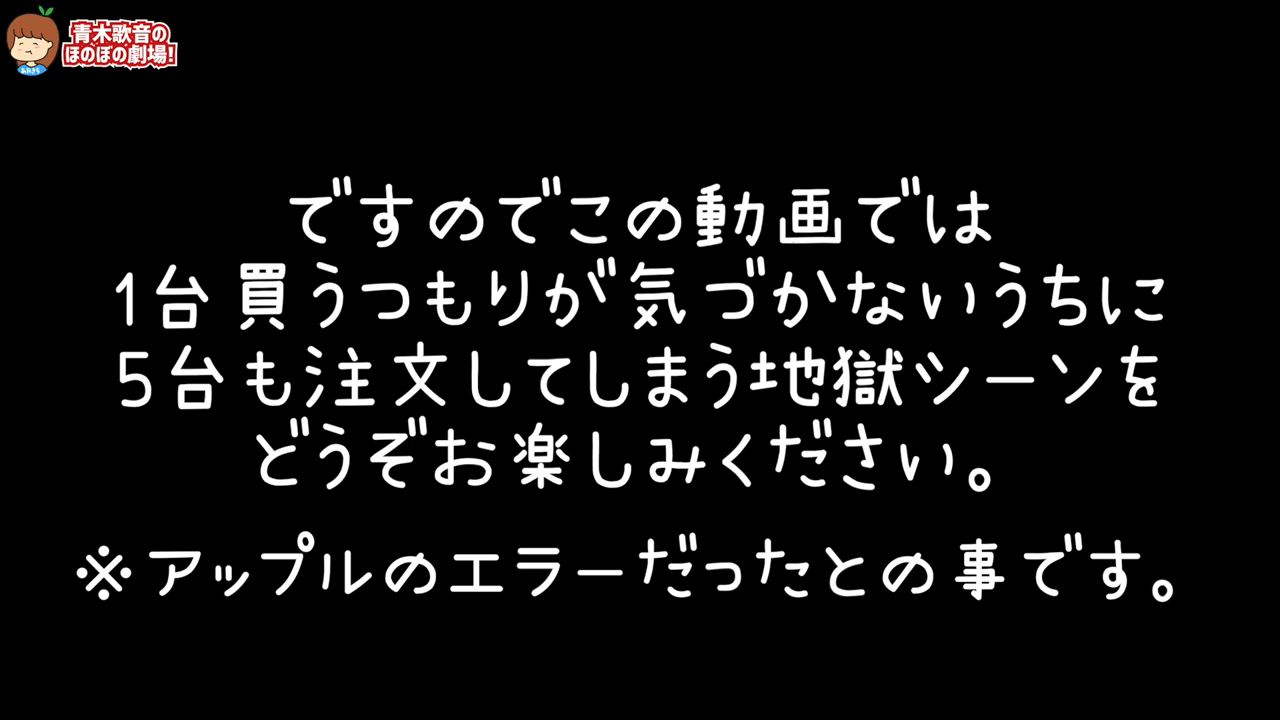 青木歌音の
ほのぼの劇場!
ですのでこの動画では
1台買うつもりが気づかないうちに
5台も注文してしまう地獄シーンを
どうぞお楽しみください。
※アップルのエラーだったとの事です。